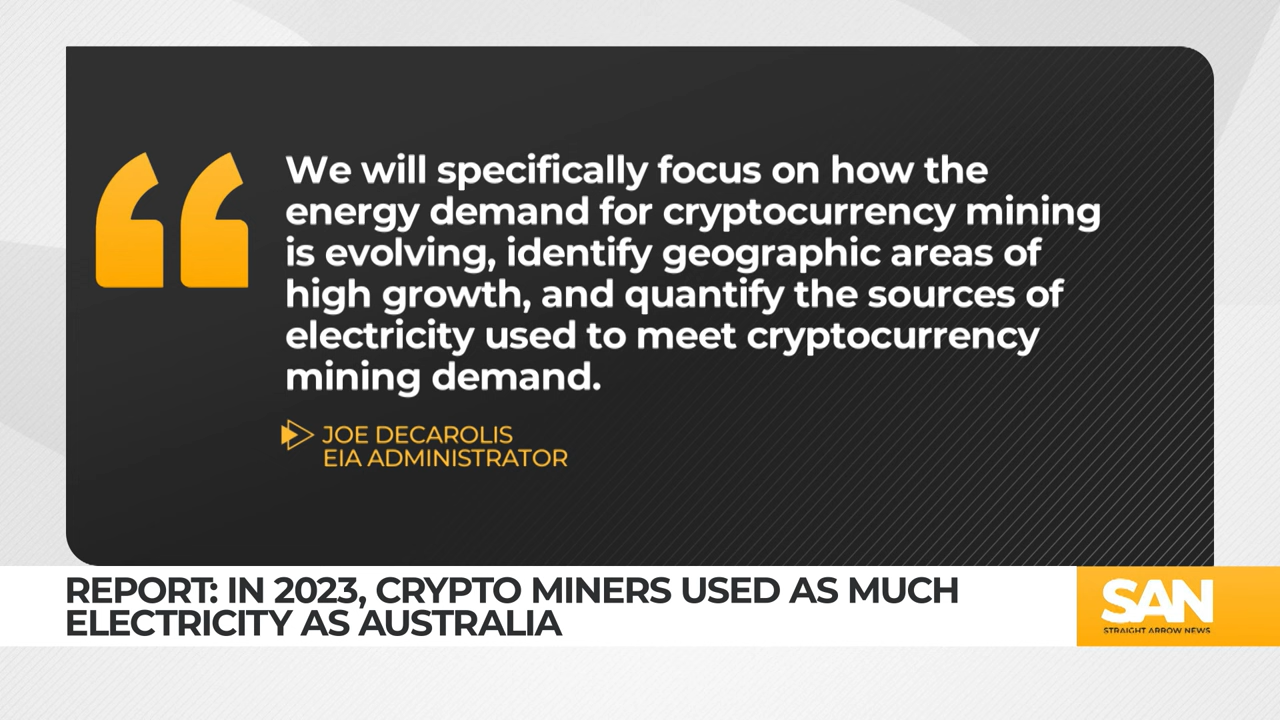 We will specifically focus on how the
energy demand for cryptocurrency mining
is evolving, identify geographic areas of
high growth, and quantify the sources of
electricity used to meet cryptocurrency
mining demand.
JOE DECAROLIS
EIA ADMINISTRATOR
REPORT: IN 2023, CRYPTO MINERS USED AS MUCH
ELECTRICITY AS AUSTRALIA
SAN
STRAIGHT ARROW NEWS